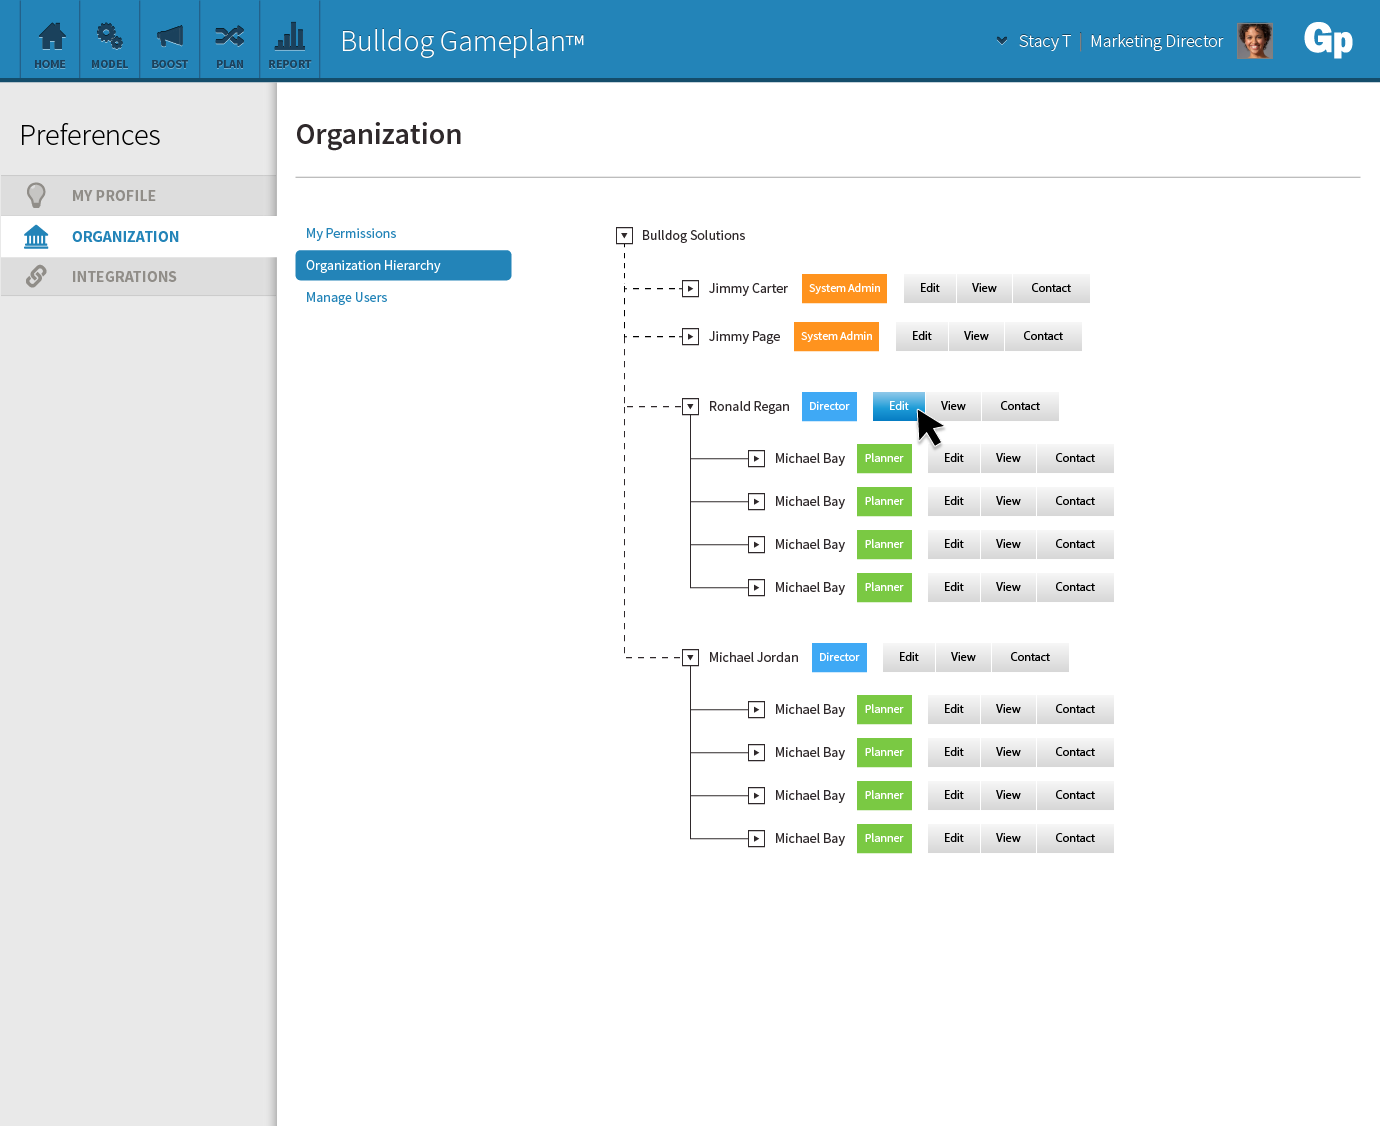 HOME MODEL BOOST PLAN REPORT
Bulldog Gameplan™
Stacy T | Marketing Director
Gp
Preferences
MY PROFILE
ORGANIZATION
INTEGRATIONS
Organization
My Permissions
Organization Hierarchy
Manage Users
Bulldog Solutions
Jimmy Carter System Admin Edit View Contact
Jimmy Page System Admin Edit View Contact
Ronald Regan Director Edit View Contact
Michael Bay Planner Edit View Contact
Michael Bay Planner Edit View Contact
Michael Bay Planner Edit View Contact
Michael Bay Planner Edit View Contact
Michael Jordan Director Edit View Contact
Michael Bay Planner Edit View Contact
Michael Bay Planner Edit View Contact
Michael Bay Planner Edit View Contact
Michael Bay Planner Edit View Contact